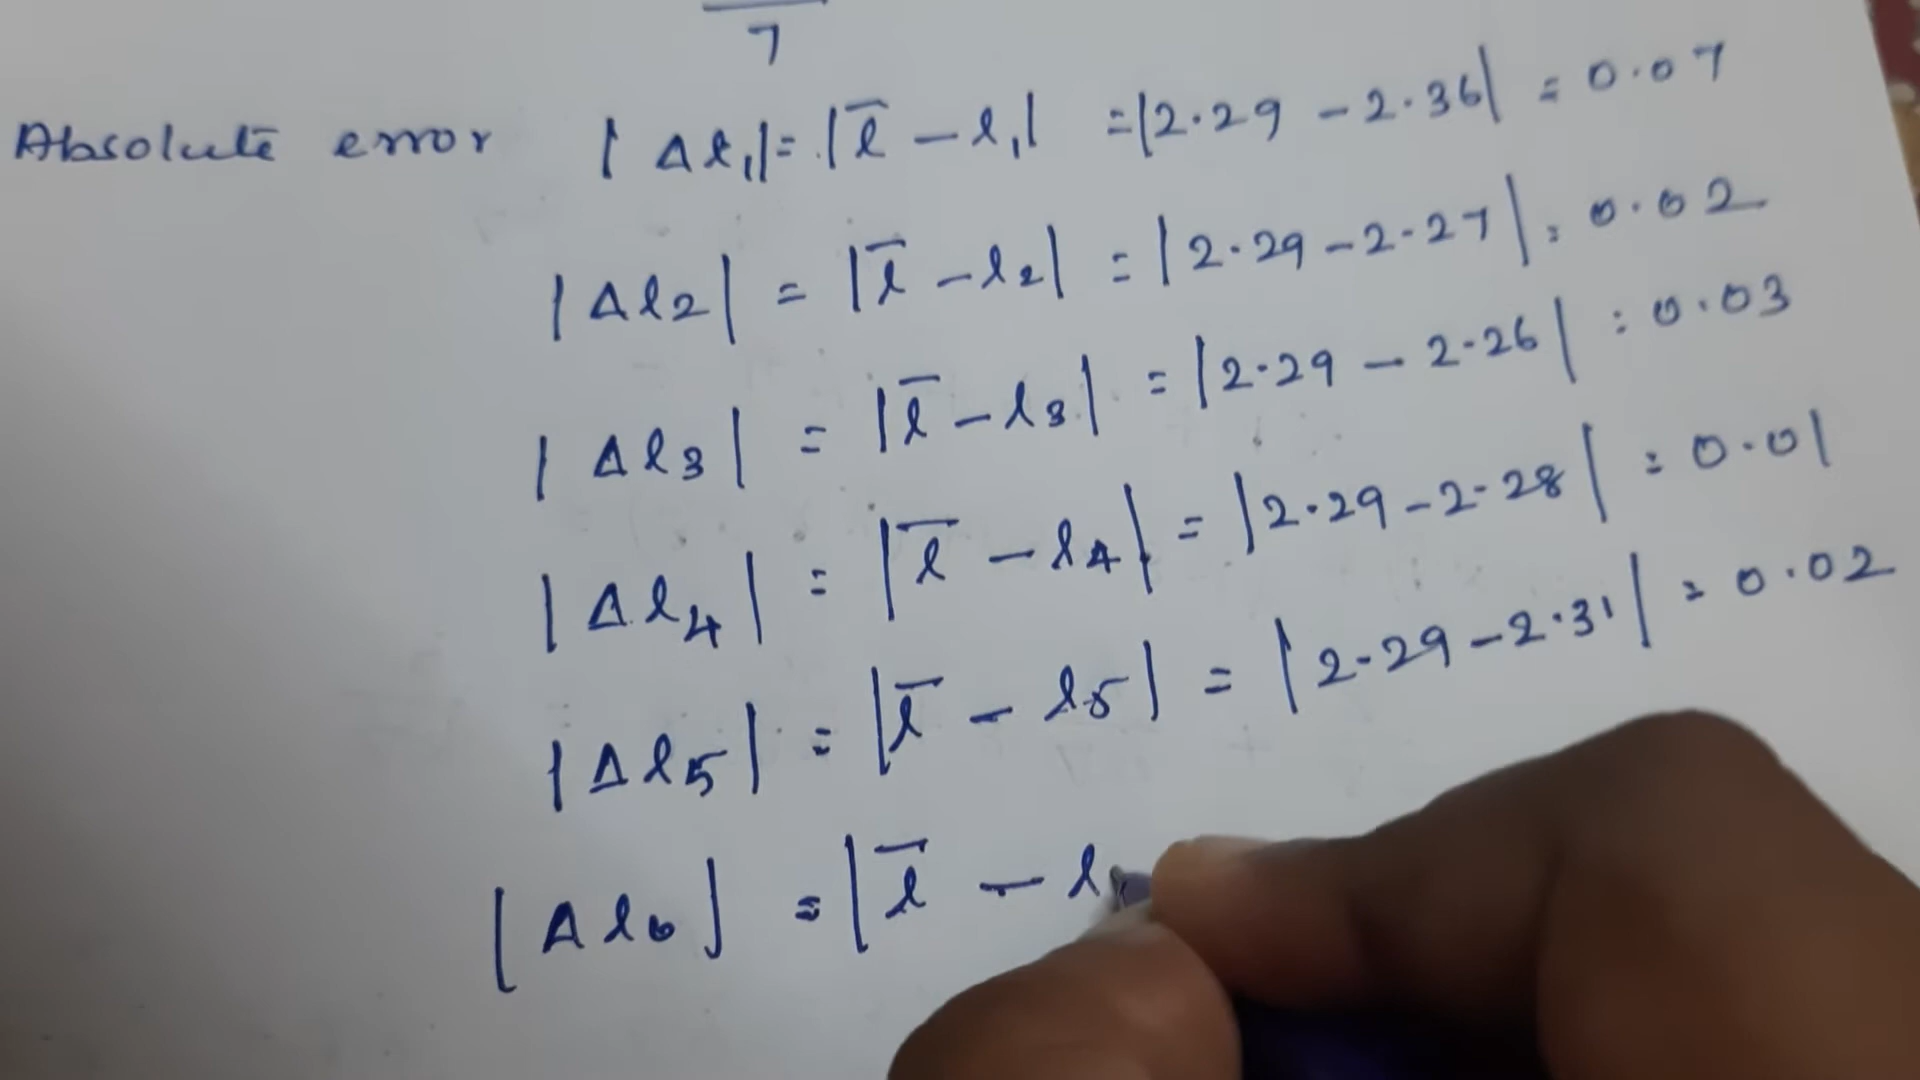 7
Absolute error |Δl₁| = |l̅ - l₁| = |2.29 - 2.36| = 0.07
|Δl2| = |l̅ - l2| = |2.29 - 2.27| = 0.02
|Δl3| = |l̅ - l3| = |2.29 - 2.26| = 0.03
|Δl4| = |l̅ - l4| = |2.29 - 2.28| = 0.01
|Δl5| = |l̅ - l5| = |2.29 - 2.31| = 0.02
|Δl6| = |l̅ - l